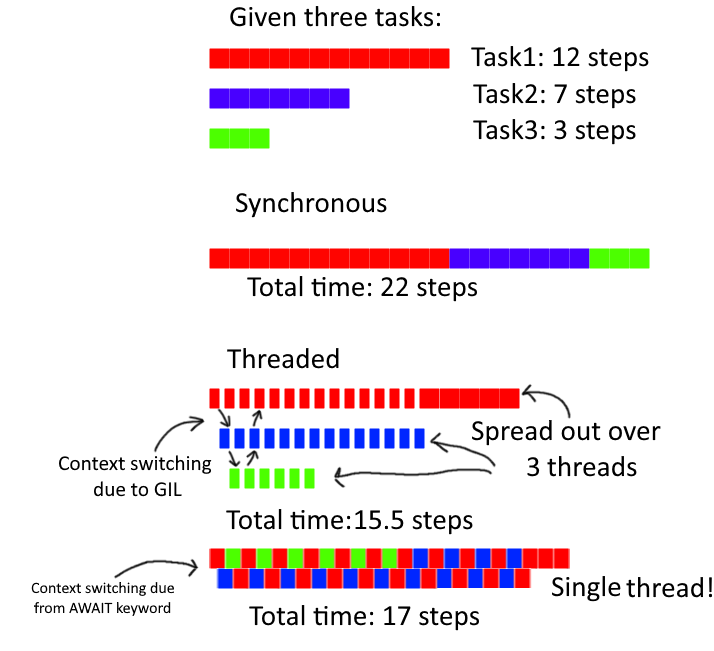 Given three tasks:
Task1: 12 steps
Task2: 7 steps
Task3: 3 steps
Synchronous
Total time: 22 steps
Threaded
Spread out over
3 threads
Context switching
due to GIL
Total time:15.5 steps
Context switching due
from AWAIT keyword
Single thread!
Total time: 17 steps